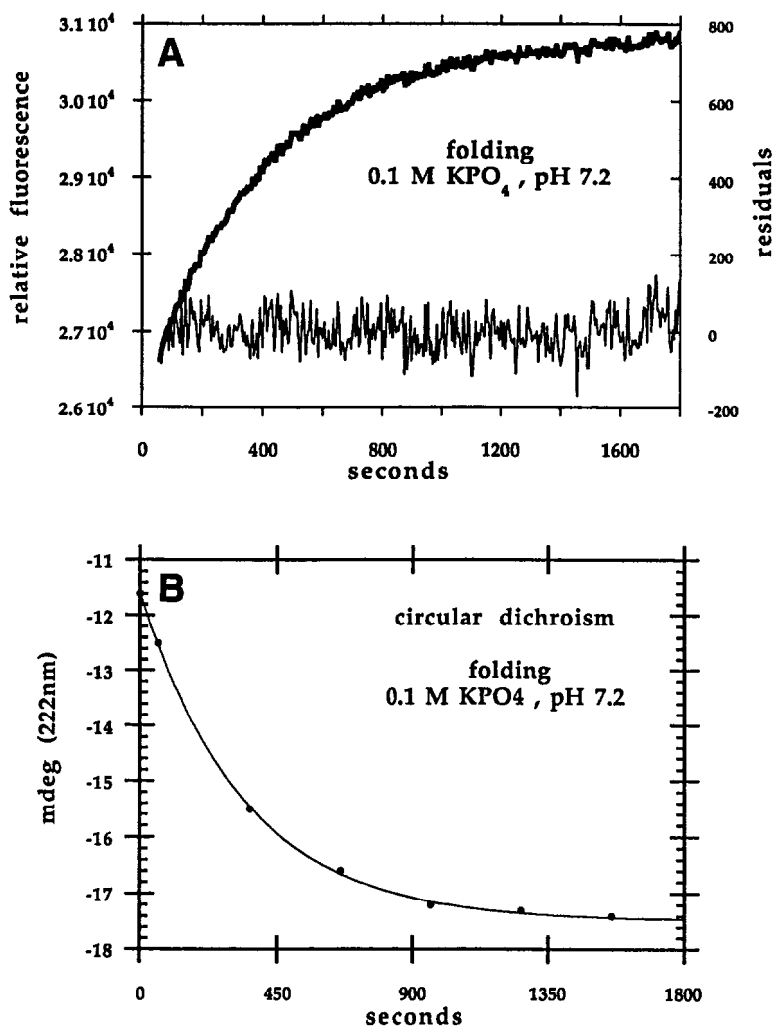 A
relative fluorescence
3.1 10⁴
3.0 10⁴
2.9 10⁴
2.8 10⁴
2.7 10⁴
2.6 10⁴
folding
0.1 M KPO₄ , pH 7.2
800
600
400
200
0
-200
residuals
0 400 800 1200 1600
seconds
B
mdeg (222nm)
-11
-12
-13
-14
-15
-16
-17
-18
circular dichroism
folding
0.1 M KPO4 , pH 7.2
0 450 900 1350 1800
seconds